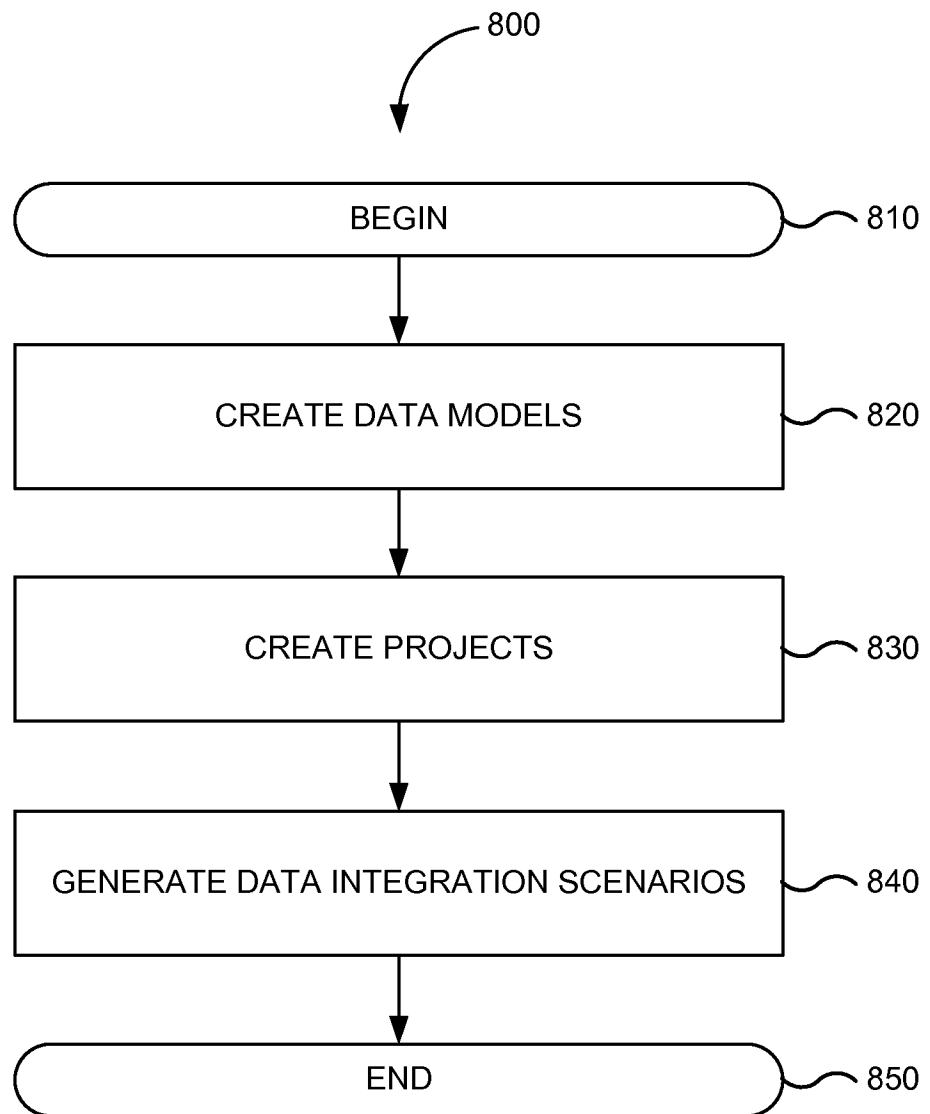 800
BEGIN
810
CREATE DATA MODELS
820
CREATE PROJECTS
830
GENERATE DATA INTEGRATION SCENARIOS
840
END
850